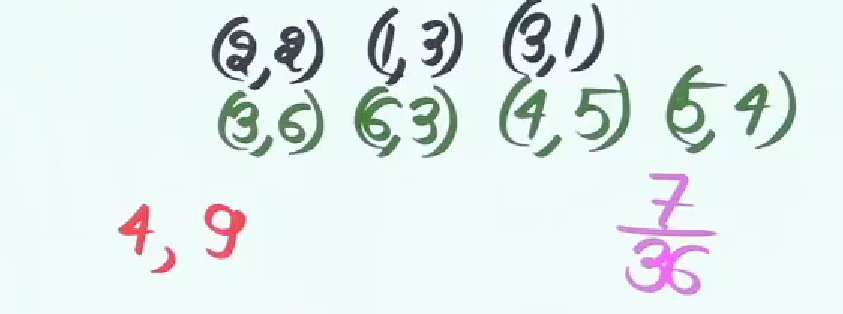 (2,2) (1,3) (3,1)
(3,6) (6,3) (4,5) (5,4)
4, 9
7/36